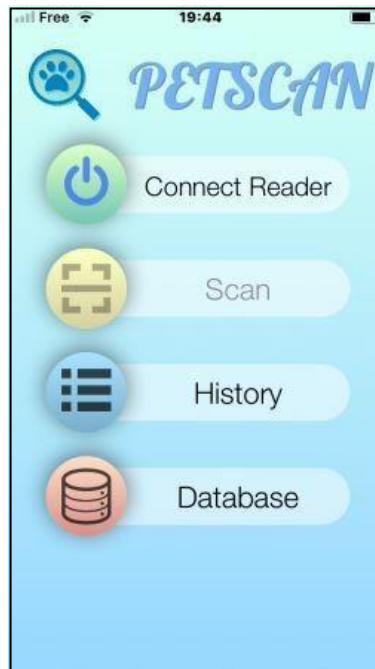 Free 19:44
PETSCAN
Connect Reader
Scan
History
Database